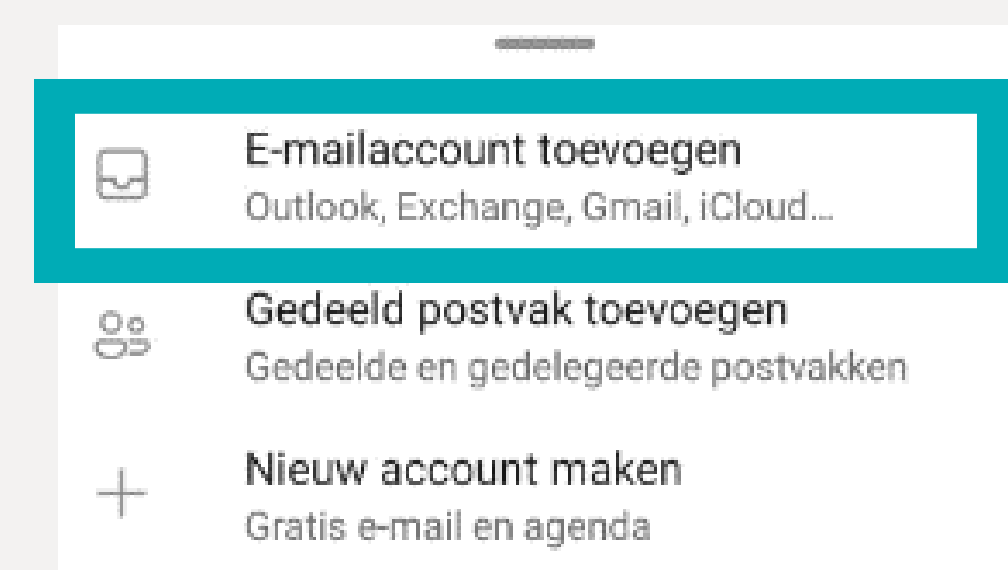 E-mailaccount toevoegen
Outlook, Exchange, Gmail, iCloud...
Gedeeld postvak toevoegen
Gedeelde en gedelegeerde postvakken
Nieuw account maken
Gratis e-mail en agenda